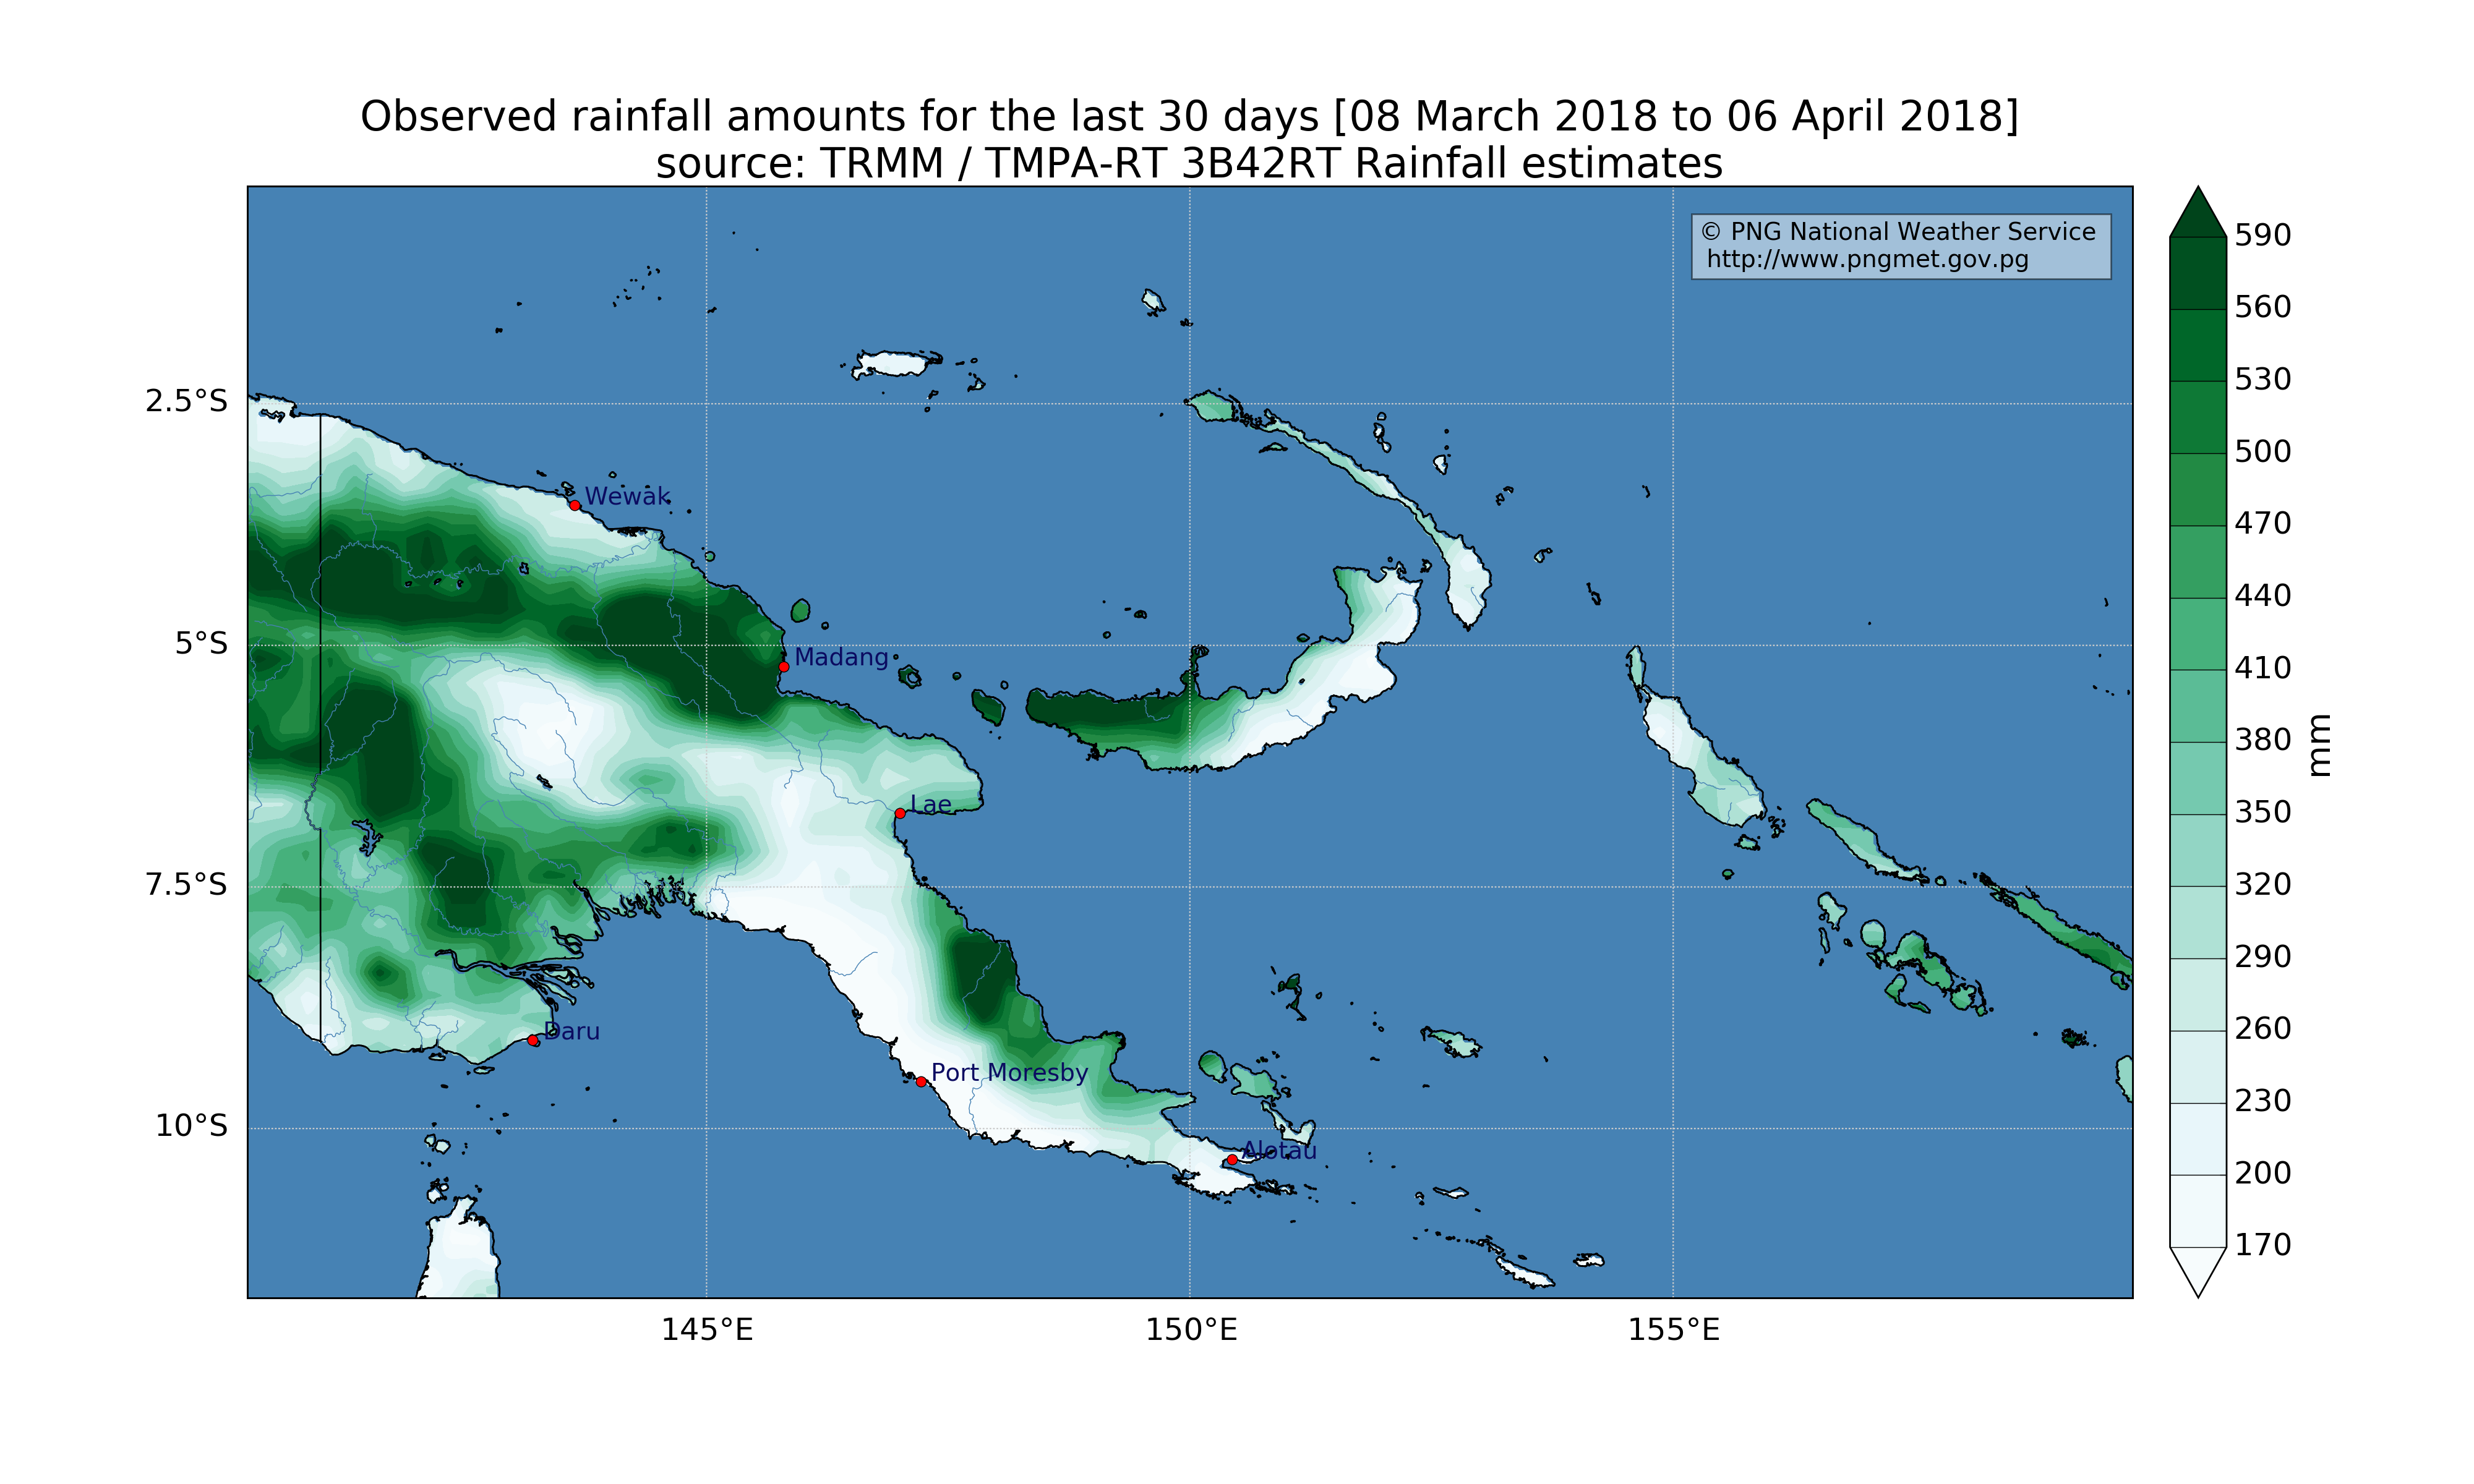 Observed rainfall amounts for the last 30 days [08 March 2018 to 06 April 2018]
source: TRMM / TMPA-RT 3B42RT Rainfall estimates
© PNG National Weather Service
http://www.pngmet.gov.pg
2.5°S
5°S
7.5°S
10°S
Wewak
Madang
Lae
Daru
Port Moresby
Alotau
145°E
150°E
155°E
590
560
530
500
470
440
410
380
350
320
290
260
230
200
170
mm